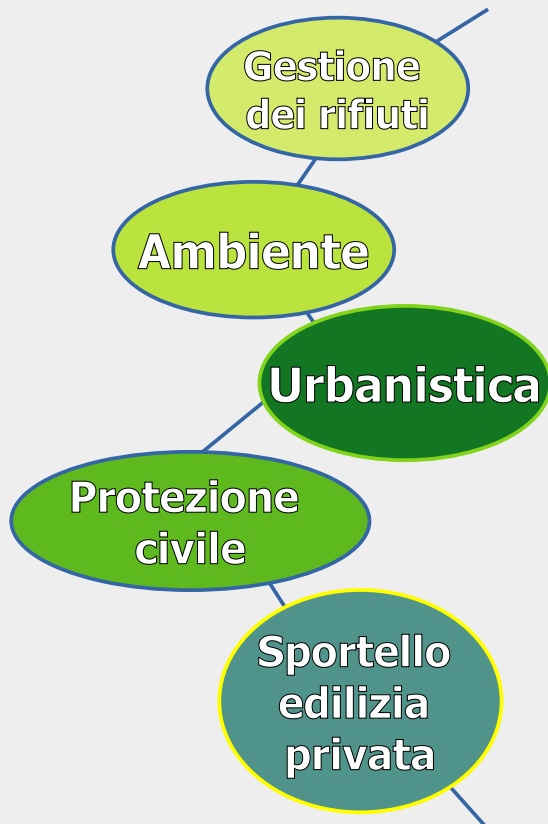 Gestione
dei rifiuti
Ambiente
Urbanistica
Protezione
civile
Sportello
edilizia
privata